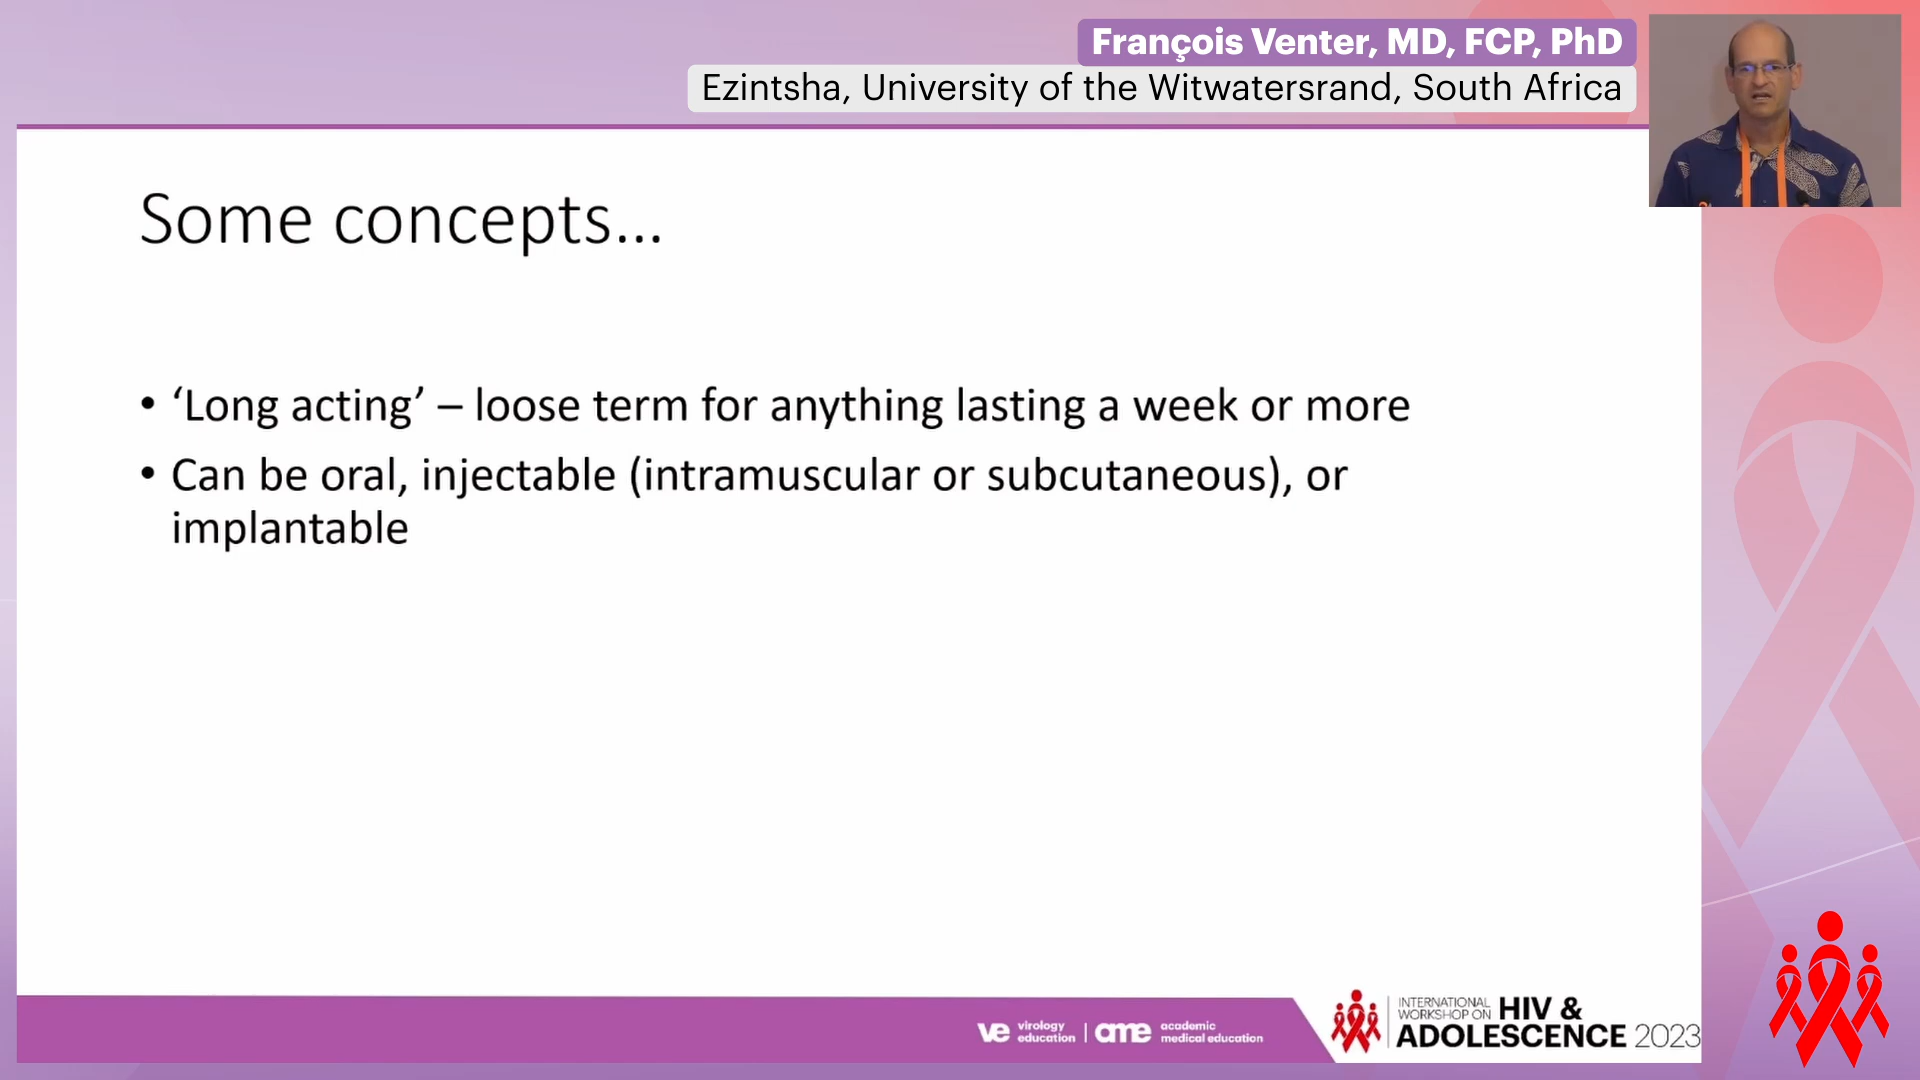 François Venter, MD, FCP, PhD
Ezintsha, University of the Witwatersrand, South Africa
Some concepts...
• ‘Long acting’ – loose term for anything lasting a week or more
• Can be oral, injectable (intramuscular or subcutaneous), or
implantable
ve virology education | ame academic medical education
INTERNATIONAL WORKSHOP ON HIV &
ADOLESCENCE 2023